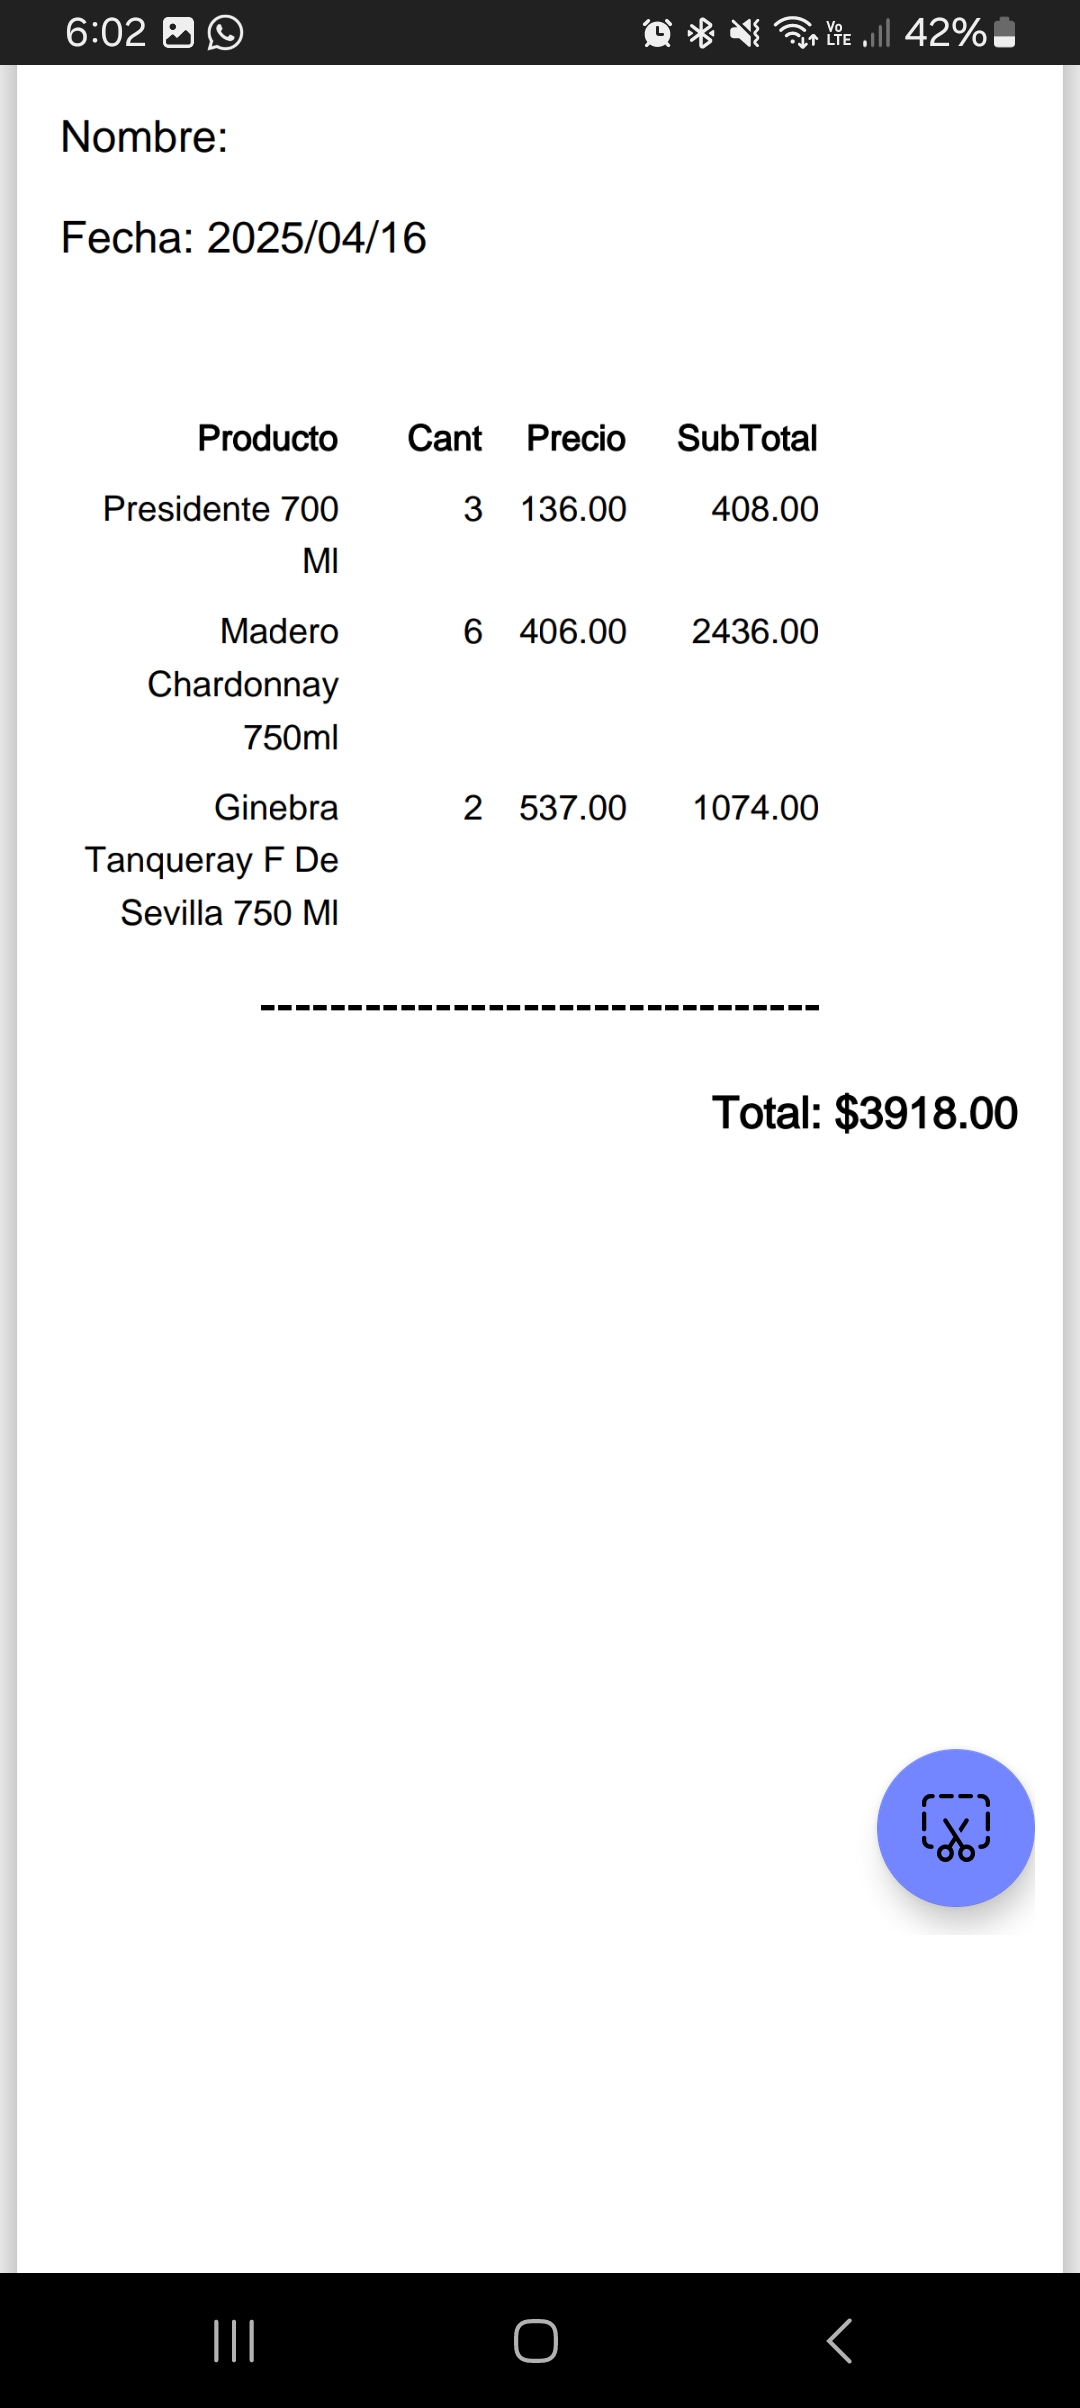 6:02 Vo LTE 42%
Nombre:
Fecha: 2025/04/16
Producto Cant Precio SubTotal
Presidente 700 3 136.00 408.00
Ml
Madero 6 406.00 2436.00
Chardonnay
750ml
Ginebra 2 537.00 1074.00
Tanqueray F De
Sevilla 750 Ml
--------------------------------
Total: $3918.00